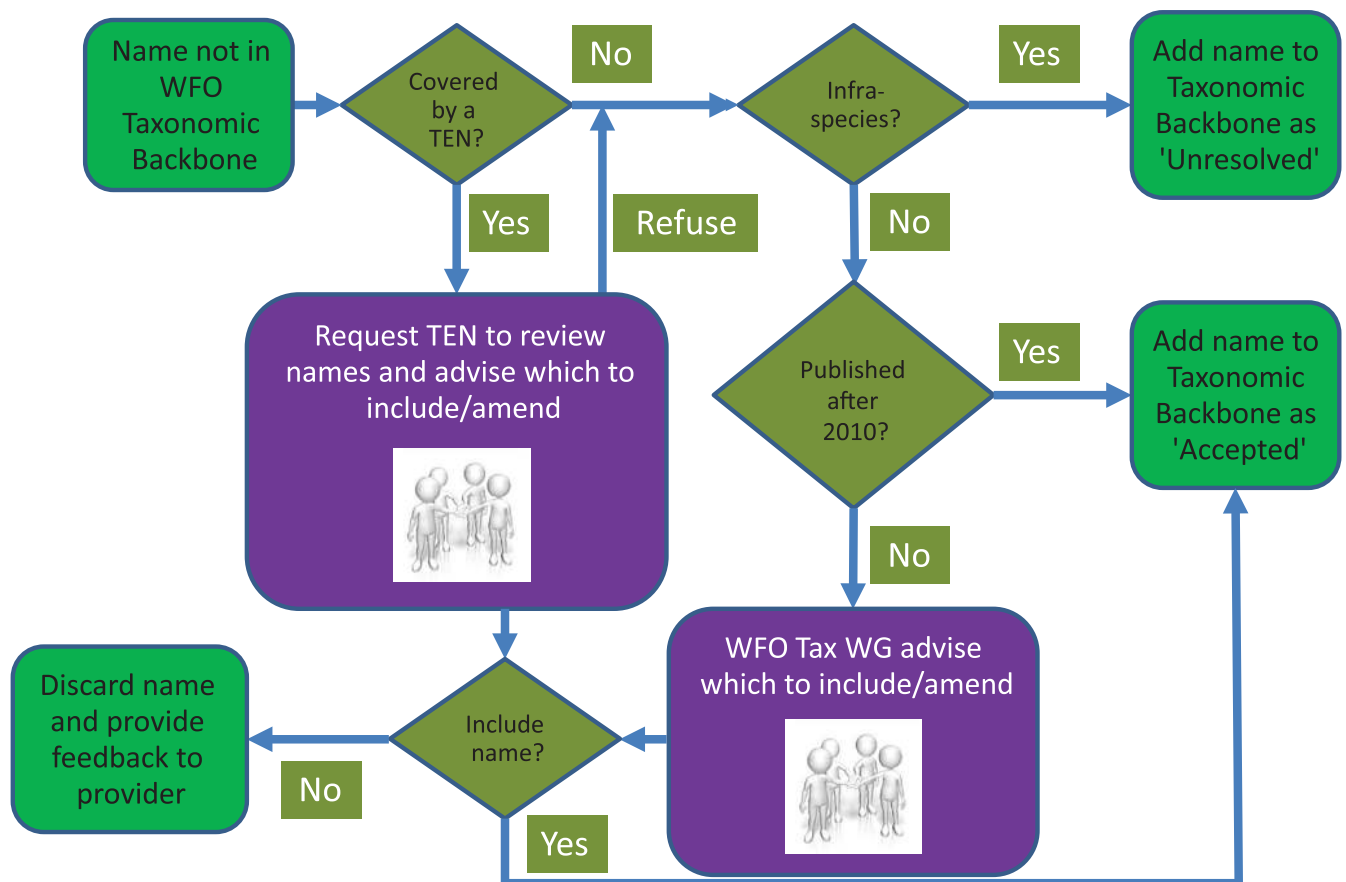 Name not in
WFO
Taxonomic
Backbone
Covered
by a
TEN?
No
Infra-
species?
Yes
Add name to
Taxonomic
Backbone as
'Unresolved'
Yes
Refuse
No
Request TEN to review
names and advise which to
include/amend
Published
after
2010?
Yes
Add name to
Taxonomic
Backbone as
'Accepted'
No
WFO Tax WG advise
which to include/amend
Discard name
and provide
feedback to
provider
Include
name?
No
Yes